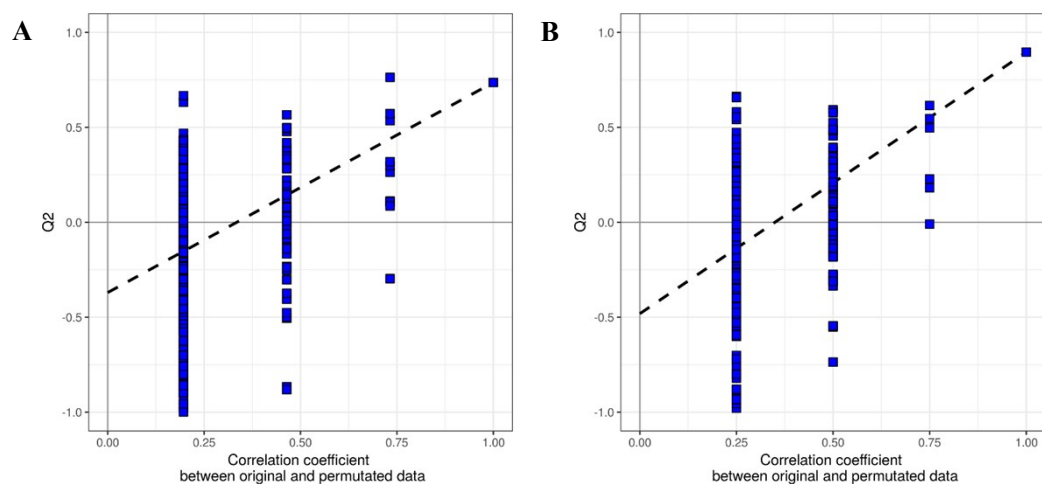 A
1.0
0.5
0.0
-0.5
-1.0
Q2
0.00
0.25
0.50
0.75
1.00
Correlation coefficient
between original and permutated data
B
1.0
0.5
0.0
-0.5
-1.0
Q2
0.00
0.25
0.50
0.75
1.00
Correlation coefficient
between original and permutated data